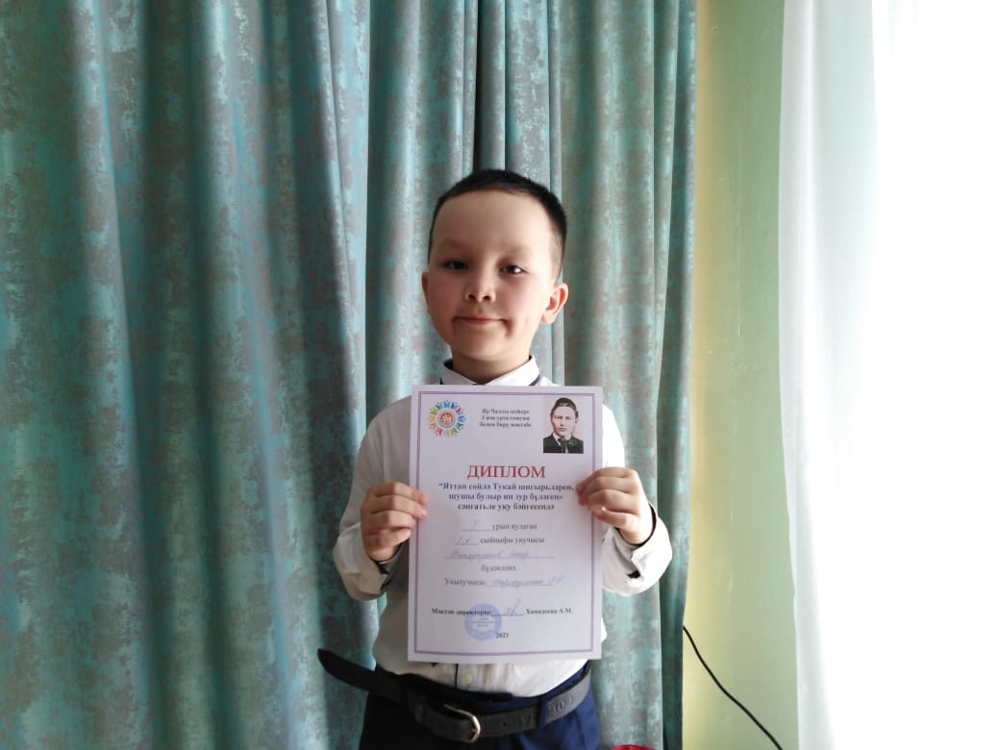 Яр Чаллы шәһәре
3 нче урта гомуми
белем бирү мәктәбе
ДИПЛОМ
“Яттан сөйлә Тукай шигырьләрен,
шушы булыр иң зур бүләгең»
сәнгатьле уку бәйгесендә
урын яулаган
сыйныфы укучысы
бүләкләнә.
Укытучысы:
Мәктәп директоры: Хамадеева А.М.
2021